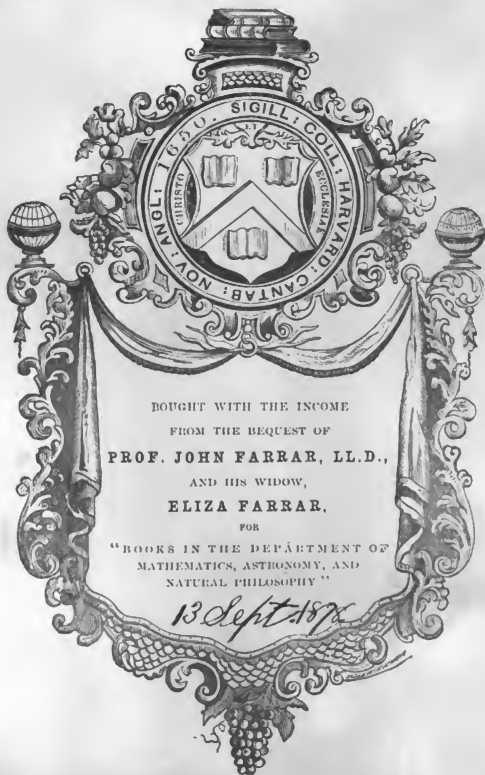 SIGILL: COLL: HARVARD: CANTAB: NOV: ANGL: 1650.
CHRISTO
ECCLESIAE
BOUGHT WITH THE INCOME
FROM THE BEQUEST OF
PROF. JOHN FARRAR, LL.D.,
AND HIS WIDOW,
ELIZA FARRAR,
FOR
"BOOKS IN THE DEPARTMENT OF
MATHEMATICS, ASTRONOMY, AND
NATURAL PHILOSOPHY"
13 Sept.